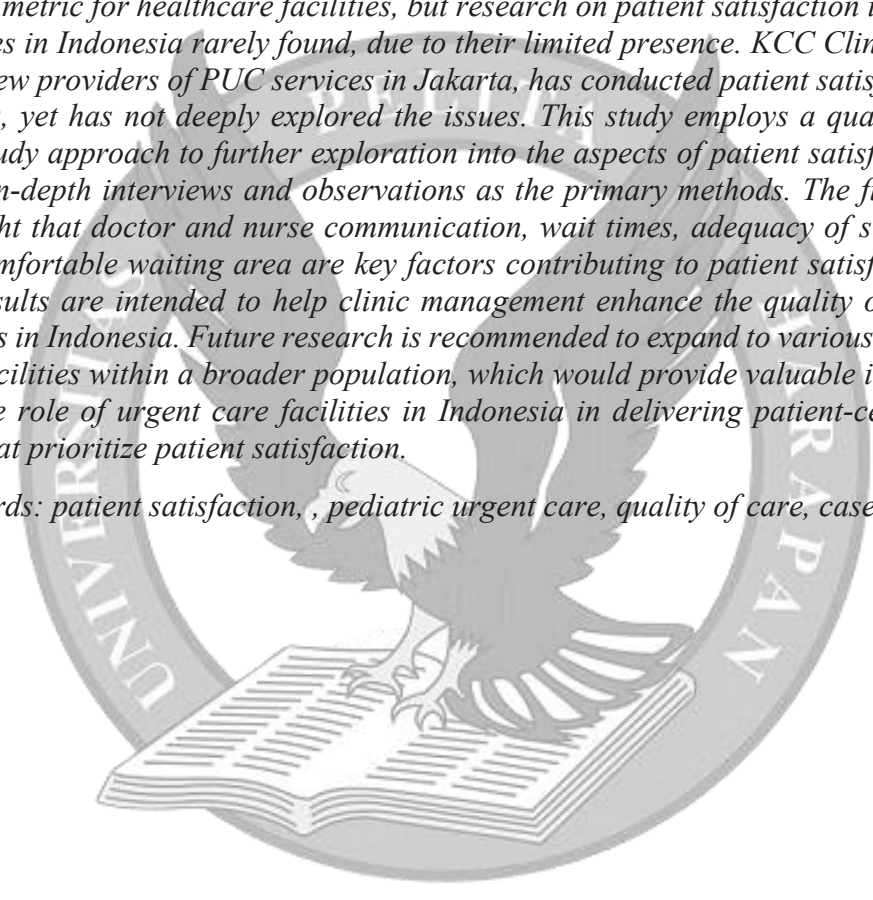 metric for healthcare facilities, but research on patient satisfaction
es in Indonesia rarely found, due to their limited presence. KCC Clin
ew providers of PUC services in Jakarta, has conducted patient satisf
, yet has not deeply explored the issues. This study employs a qua
udy approach to further exploration into the aspects of patient satisf
n-depth interviews and observations as the primary methods. The fi
ht that doctor and nurse communication, wait times, adequacy of s
mfortable waiting area are key factors contributing to patient satisf
sults are intended to help clinic management enhance the quality o
s in Indonesia. Future research is recommended to expand to various
cilities within a broader population, which would provide valuable i
e role of urgent care facilities in Indonesia in delivering patient-ce
at prioritize patient satisfaction.
rds: patient satisfaction, , pediatric urgent care, quality of care, case
UNIVERSITAS PELITA HARAPAN